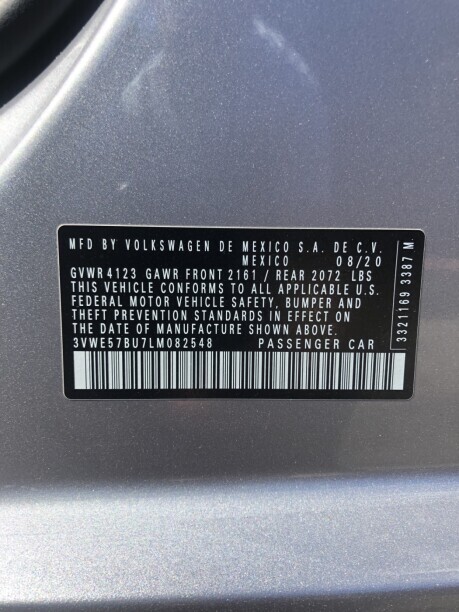 MFD BY VOLKSWAGEN DE MEXICO S.A. DE C.V.
MEXICO 08/20
GVWR 4123 GAWR FRONT 2161 / REAR 2072 LBS
THIS VEHICLE CONFORMS TO ALL APPLICABLE U.S.
FEDERAL MOTOR VEHICLE SAFETY, BUMPER AND
THEFT PREVENTION STANDARDS IN EFFECT ON
THE DATE OF MANUFACTURE SHOWN ABOVE.
3VWE57BU7LM082548 PASSENGER CAR
3321169 3387 M.